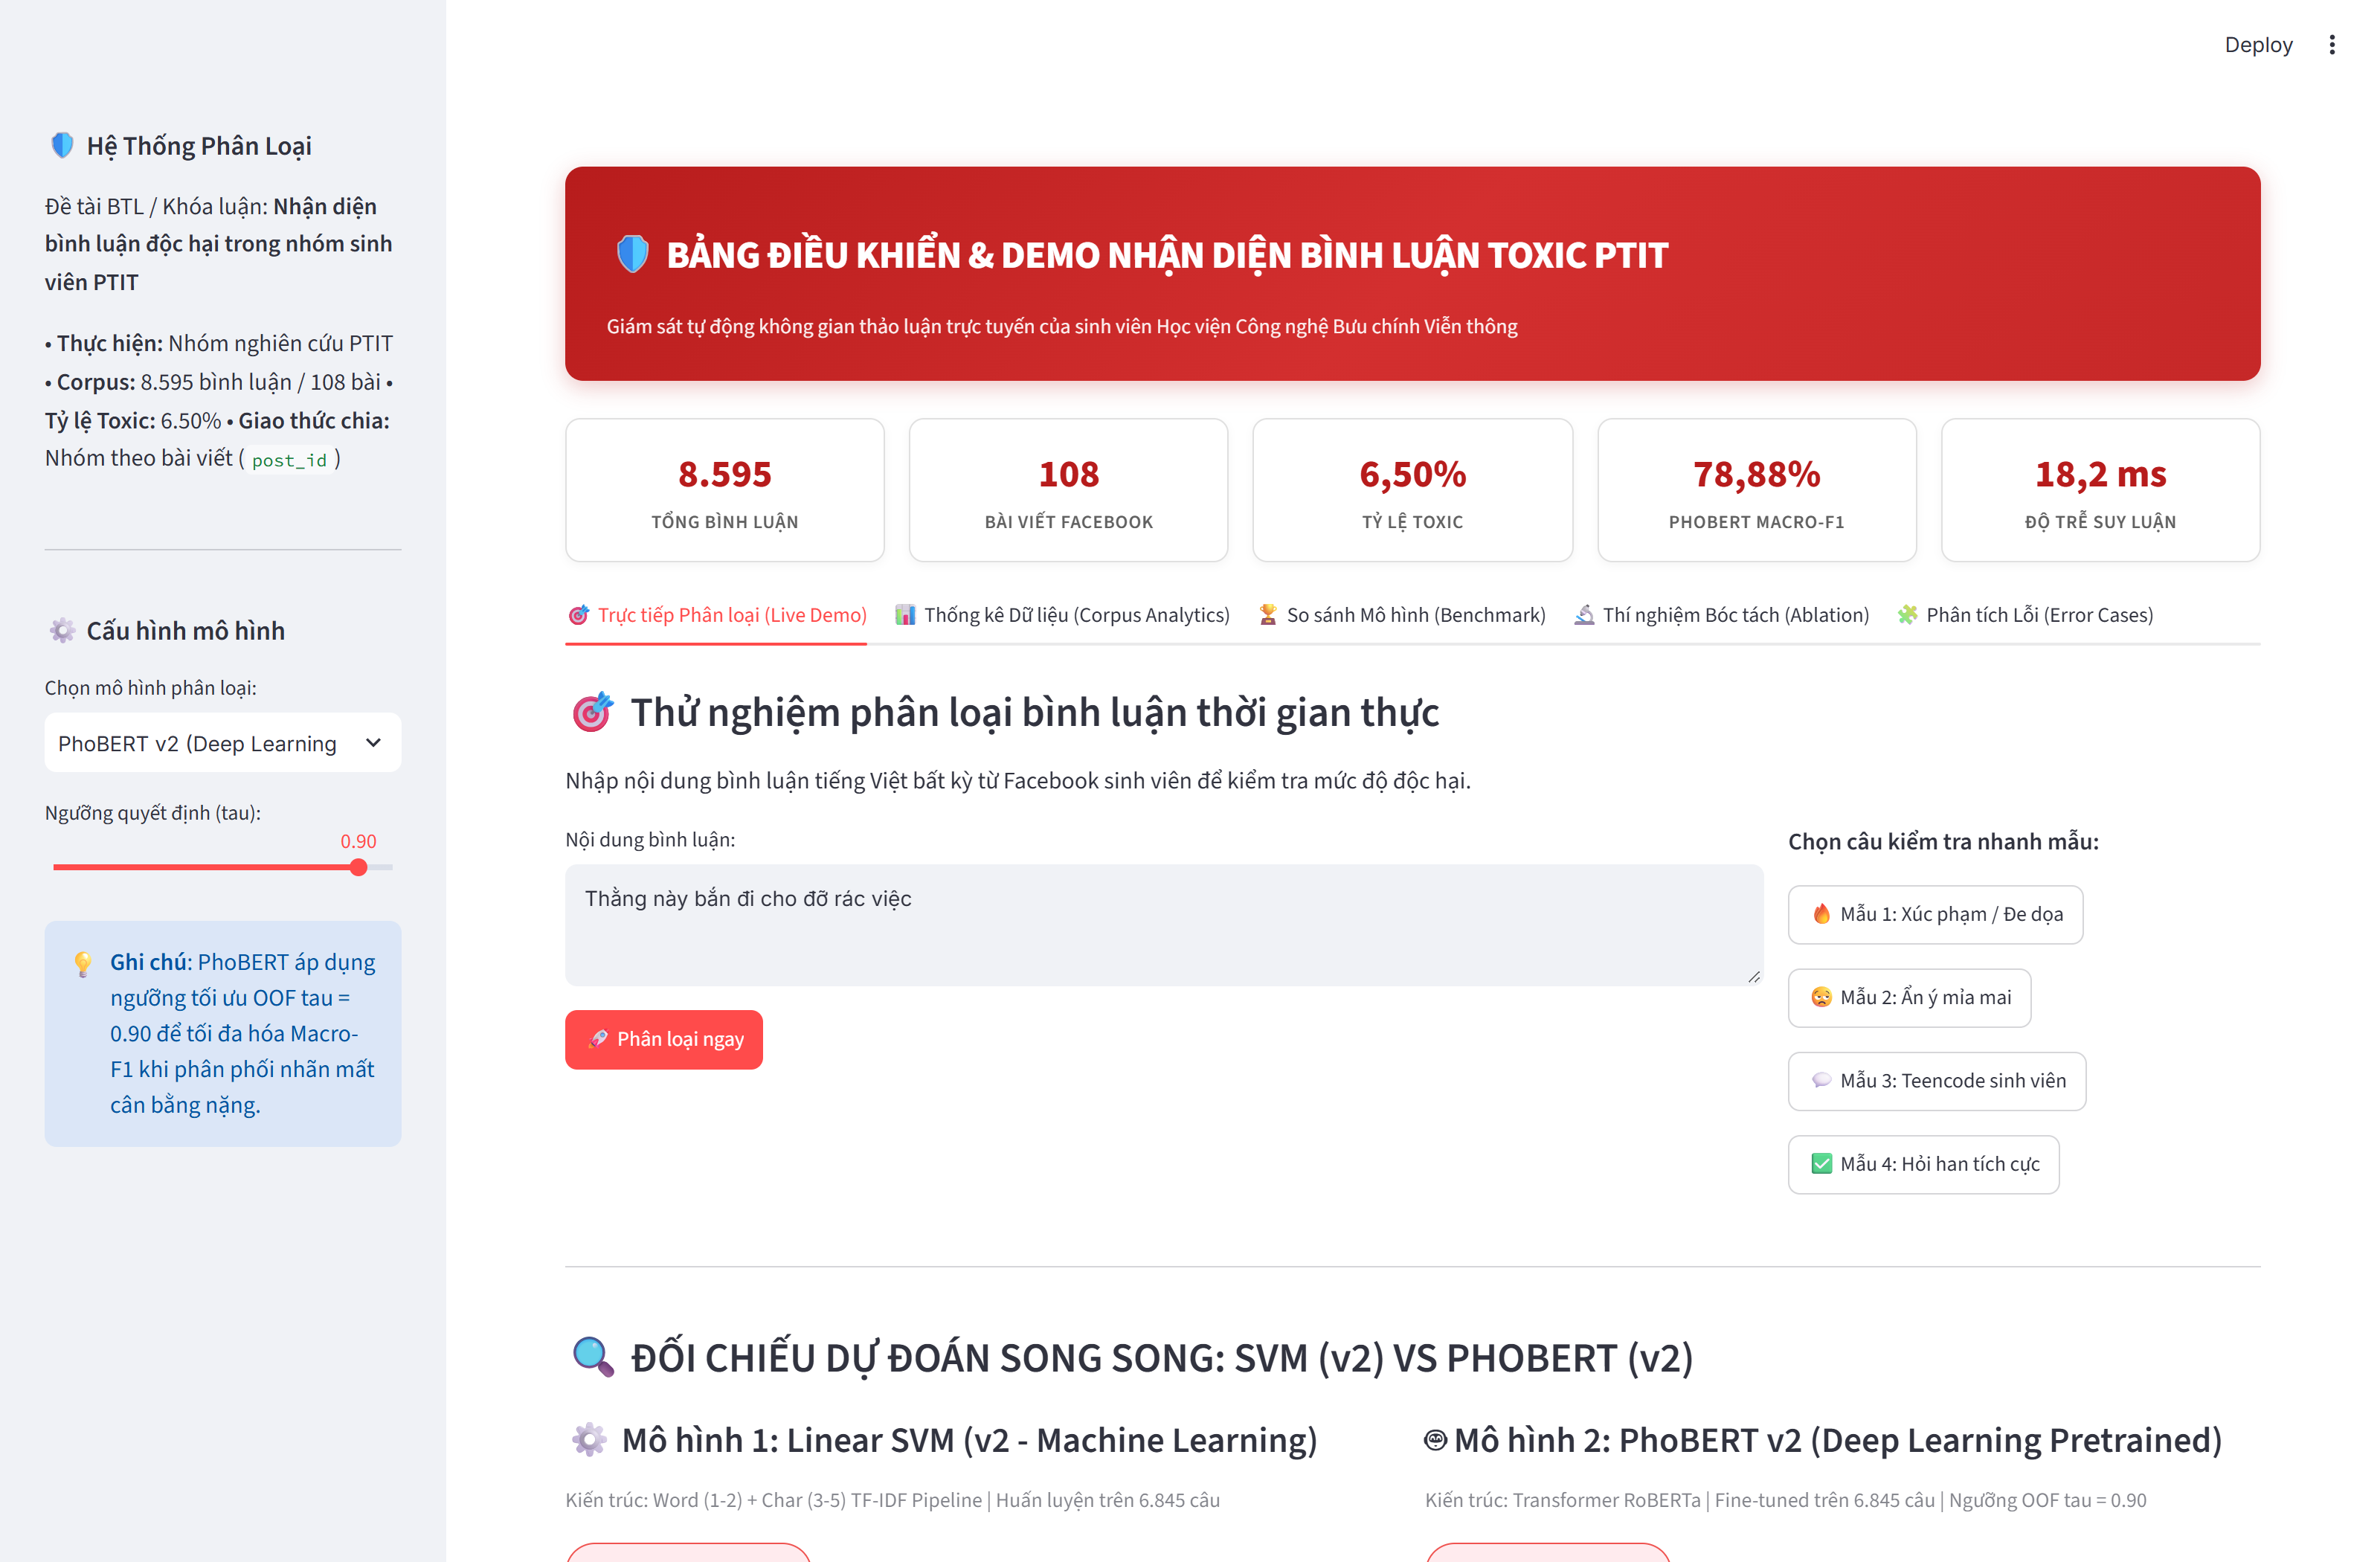 Deploy
Hệ Thống Phân Loại
Đề tài BTL / Khóa luận: Nhận diện
bình luận độc hại trong nhóm sinh
viên PTIT
• Thực hiện: Nhóm nghiên cứu PTIT
• Corpus: 8.595 bình luận / 108 bài •
Tỷ lệ Toxic: 6.50% • Giao thức chia:
Nhóm theo bài viết ( post_id )
Cấu hình mô hình
Chọn mô hình phân loại:
PhoBERT v2 (Deep Learning
Ngưỡng quyết định (tau):
0.90
Ghi chú: PhoBERT áp dụng
ngưỡng tối ưu OOF tau =
0.90 để tối đa hóa Macro-
F1 khi phân phối nhãn mất
cân bằng nặng.
BẢNG ĐIỀU KHIỂN & DEMO NHẬN DIỆN BÌNH LUẬN TOXIC PTIT
Giám sát tự động không gian thảo luận trực tuyến của sinh viên Học viện Công nghệ Bưu chính Viễn thông
8.595
TỔNG BÌNH LUẬN
108
BÀI VIẾT FACEBOOK
6,50%
TỶ LỆ TOXIC
78,88%
PHOBERT MACRO-F1
18,2 ms
ĐỘ TRỄ SUY LUẬN
Trực tiếp Phân loại (Live Demo)
Thống kê Dữ liệu (Corpus Analytics)
So sánh Mô hình (Benchmark)
Thí nghiệm Bóc tách (Ablation)
Phân tích Lỗi (Error Cases)
Thử nghiệm phân loại bình luận thời gian thực
Nhập nội dung bình luận tiếng Việt bất kỳ từ Facebook sinh viên để kiểm tra mức độ độc hại.
Nội dung bình luận:
Thằng này bắn đi cho đỡ rác việc
Phân loại ngay
Chọn câu kiểm tra nhanh mẫu:
Mẫu 1: Xúc phạm / Đe dọa
Mẫu 2: Ẩn ý mỉa mai
Mẫu 3: Teencode sinh viên
Mẫu 4: Hỏi han tích cực
ĐỐI CHIẾU DỰ ĐOÁN SONG SONG: SVM (v2) VS PHOBERT (v2)
Mô hình 1: Linear SVM (v2 - Machine Learning)
Kiến trúc: Word (1-2) + Char (3-5) TF-IDF Pipeline | Huấn luyện trên 6.845 câu
Mô hình 2: PhoBERT v2 (Deep Learning Pretrained)
Kiến trúc: Transformer RoBERTa | Fine-tuned trên 6.845 câu | Ngưỡng OOF tau = 0.90